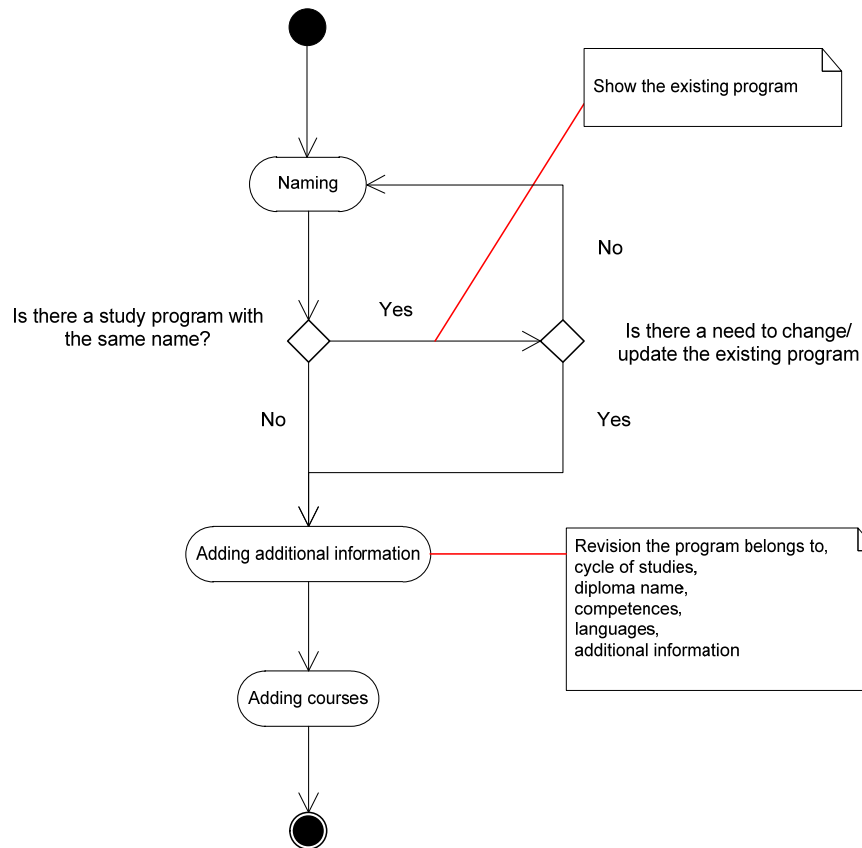 Show the existing program
Naming
No
Yes
Is there a study program with
the same name?
Is there a need to change/
update the existing program
No
Yes
Adding additional information
Revision the program belongs to,
cycle of studies,
diploma name,
competences,
languages,
additional information
Adding courses